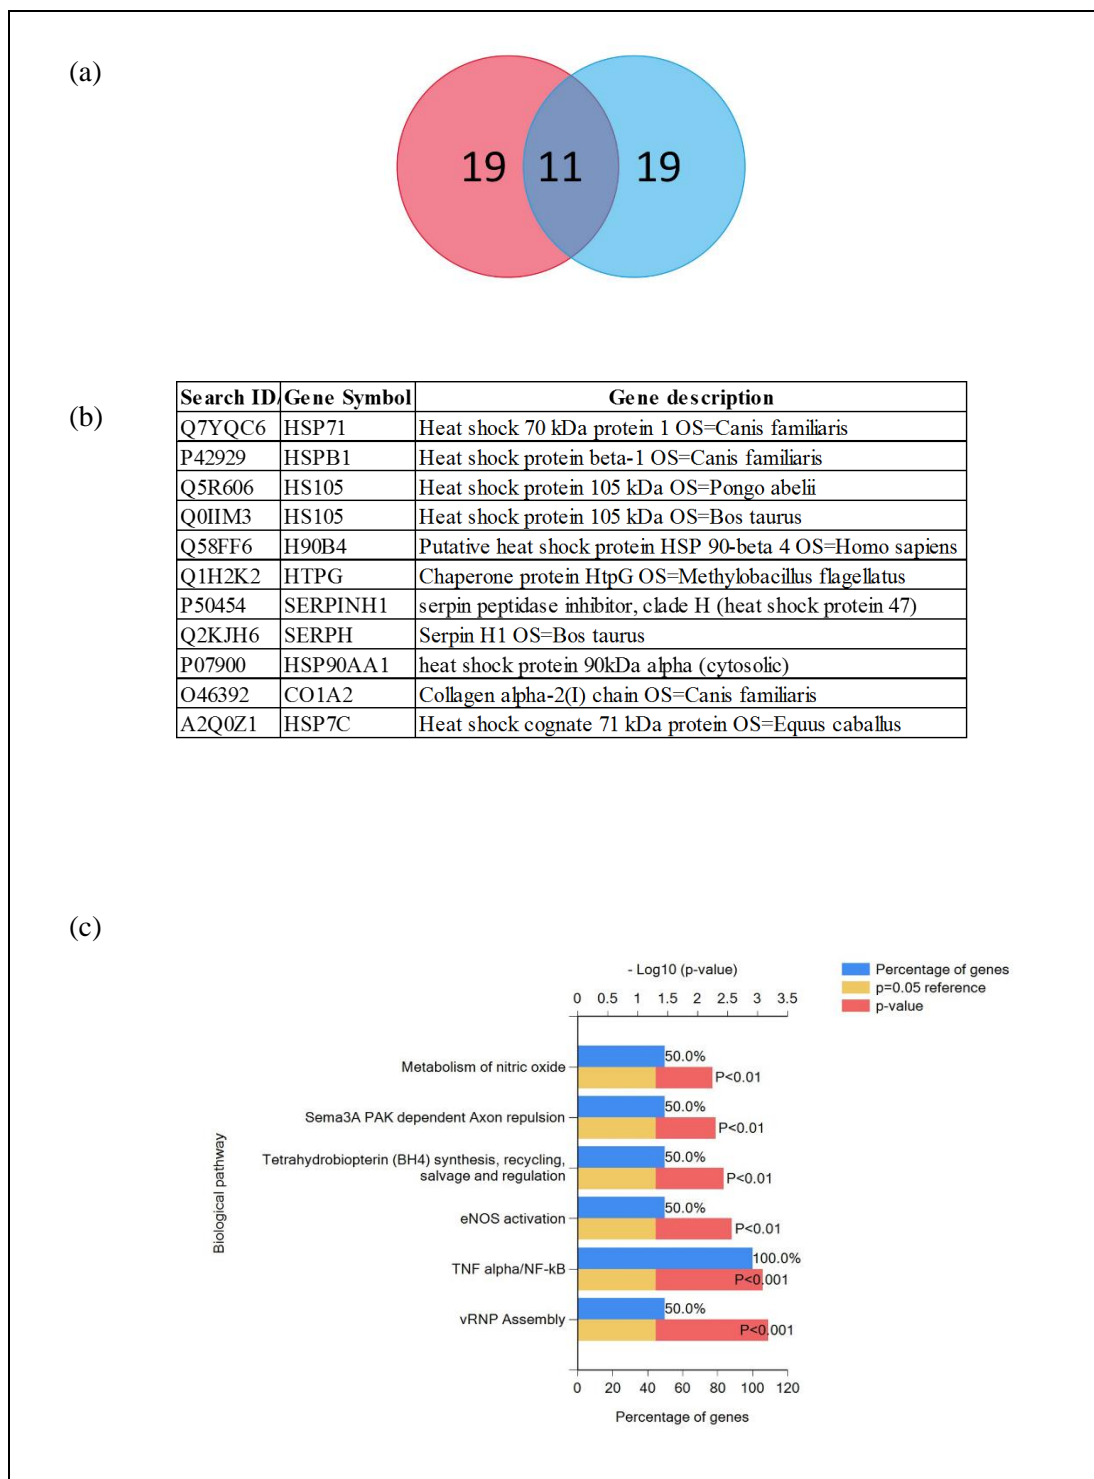 (a)
19 11 19
(b)
Search ID/ Gene Symbol Gene description
Q7YQC6 HSP71 Heat shock 70 kDa protein 1 OS=Canis familiaris
P42929 HSPB1 Heat shock protein beta-1 OS=Canis familiaris
Q5R606 HS105 Heat shock protein 105 kDa OS=Pongo abelii
Q0IIM3 HS105 Heat shock protein 105 kDa OS=Bos taurus
Q58FF6 H90B4 Putative heat shock protein HSP 90-beta 4 OS=Homo sapiens
Q1H2K2 HTPG Chaperone protein HtpG OS=Methylobacillus flagellatus
P50454 SERPINH1 serpin peptidase inhibitor, clade H (heat shock protein 47)
Q2KJH6 SERPH Serpin H1 OS=Bos taurus
P07900 HSP90AA1 heat shock protein 90kDa alpha (cytosolic)
O46392 CO1A2 Collagen alpha-2(I) chain OS=Canis familiaris
A2Q0Z1 HSP7C Heat shock cognate 71 kDa protein OS=Equus caballus
(c)
- Log10 (p-value)
0 0.5 1 1.5 2 2.5 3 3.5
Percentage of genes
p=0.05 reference
p-value
Biological pathway
Metabolism of nitric oxide
50.0%
P<0.01
Sema3A PAK dependent Axon repulsion
50.0%
P<0.01
Tetrahydrobiopterin (BH4) synthesis, recycling,
salvage and regulation
50.0%
P<0.01
eNOS activation
50.0%
P<0.01
TNF alpha/NF-kB
100.0%
P<0.001
vRNP Assembly
50.0%
P<0.001
0 20 40 60 80 100 120
Percentage of genes